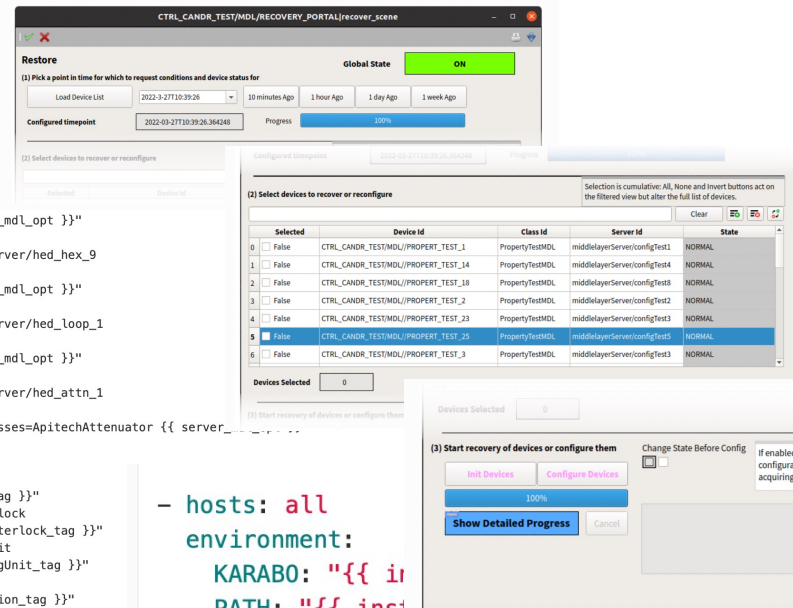 CTRL_CANDR_TEST/MDL/RECOVERY_PORTAL|recover_scene
Restore
Global State
ON
(1) Pick a point in time for which to request conditions and device status for
Load Device List
2022-3-27T10:39:26
10 minutes Ago
1 hour Ago
1 day Ago
1 week Ago
Configured timepoint
2022-03-27T10:39:26.364248
Progress
100%
(2) Select devices to recover or reconfigure
Selected Device Id
Configured timepoint
2022-03-27T10:39:26.364248
Progress
(2) Select devices to recover or reconfigure
Selection is cumulative: All, None and Invert buttons act on
the filtered view but alter the full list of devices.
Clear
Selected Device Id Class Id Server Id State
0 False CTRL_CANDR_TEST/MDL//PROPERT_TEST_1 PropertyTestMDL middlelayerServer/configTest1 NORMAL
1 False CTRL_CANDR_TEST/MDL//PROPERT_TEST_14 PropertyTestMDL middlelayerServer/configTest4 NORMAL
2 False CTRL_CANDR_TEST/MDL//PROPERT_TEST_18 PropertyTestMDL middlelayerServer/configTest8 NORMAL
3 False CTRL_CANDR_TEST/MDL//PROPERT_TEST_2 PropertyTestMDL middlelayerServer/configTest2 NORMAL
4 False CTRL_CANDR_TEST/MDL//PROPERT_TEST_23 PropertyTestMDL middlelayerServer/configTest3 NORMAL
5 False CTRL_CANDR_TEST/MDL//PROPERT_TEST_25 PropertyTestMDL middlelayerServer/configTest5 NORMAL
6 False CTRL_CANDR_TEST/MDL//PROPERT_TEST_3 PropertyTestMDL middlelayerServer/configTest3 NORMAL
Devices Selected 0
(3) Start recovery of devices or configure them
Devices Selected 0
(3) Start recovery of devices or configure them
Change State Before Config
If enabled
configura
acquiring
Init Devices
Configure Devices
100%
Show Detailed Progress
Cancel
_mdl_opt }}"
rver/hed_hex_9
_mdl_opt }}"
rver/hed_loop_1
_mdl_opt }}"
rver/hed_attn_1
sses=ApitechAttenuator {{ server_
ag }}"
lock
terlock_tag }}"
it
gUnit_tag }}"
ion_tag }}"
- hosts: all
environment:
KARABO: "{{ in
PATH: "{{ inst